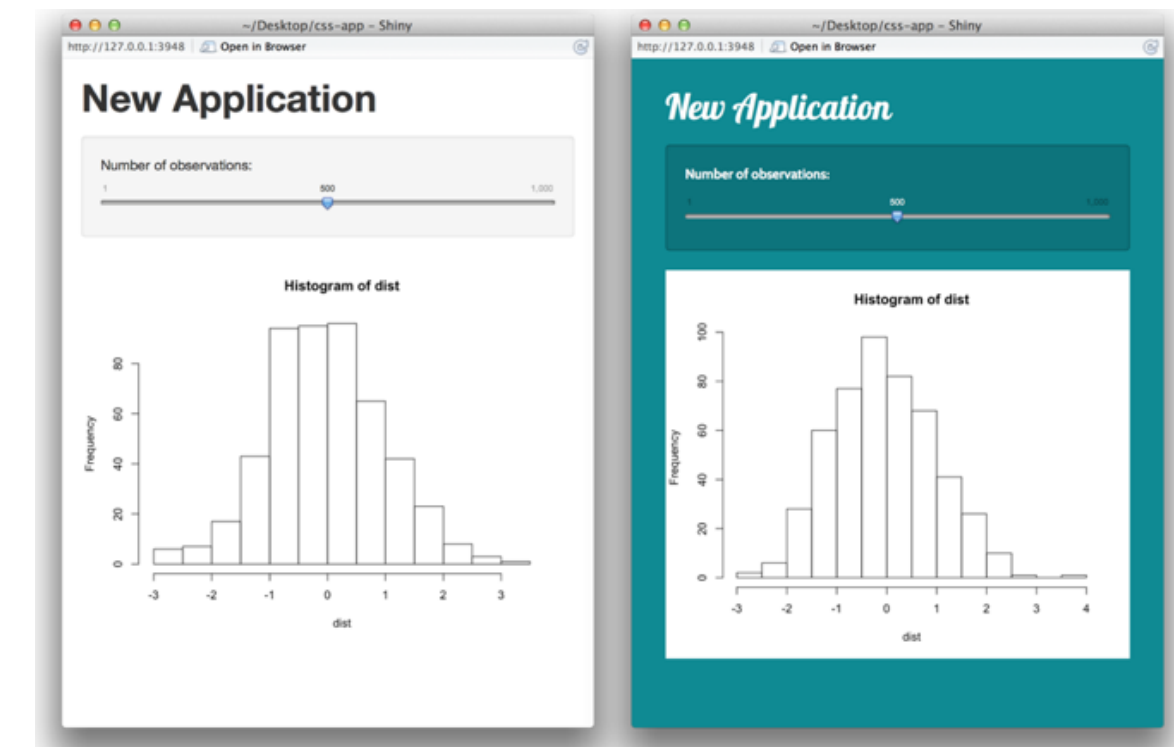 ~/Desktop/css-app – Shiny
http://127.0.0.1:3948 Open in Browser
New Application
Number of observations:
1 500 1,000
Histogram of dist
Frequency
80
60
40
20
0
-3 -2 -1 0 1 2 3
dist
~/Desktop/css-app – Shiny
http://127.0.0.1:3948 Open in Browser
New Application
Number of observations:
1 500 1,000
Histogram of dist
Frequency
100
80
60
40
20
0
-3 -2 -1 0 1 2 3 4
dist